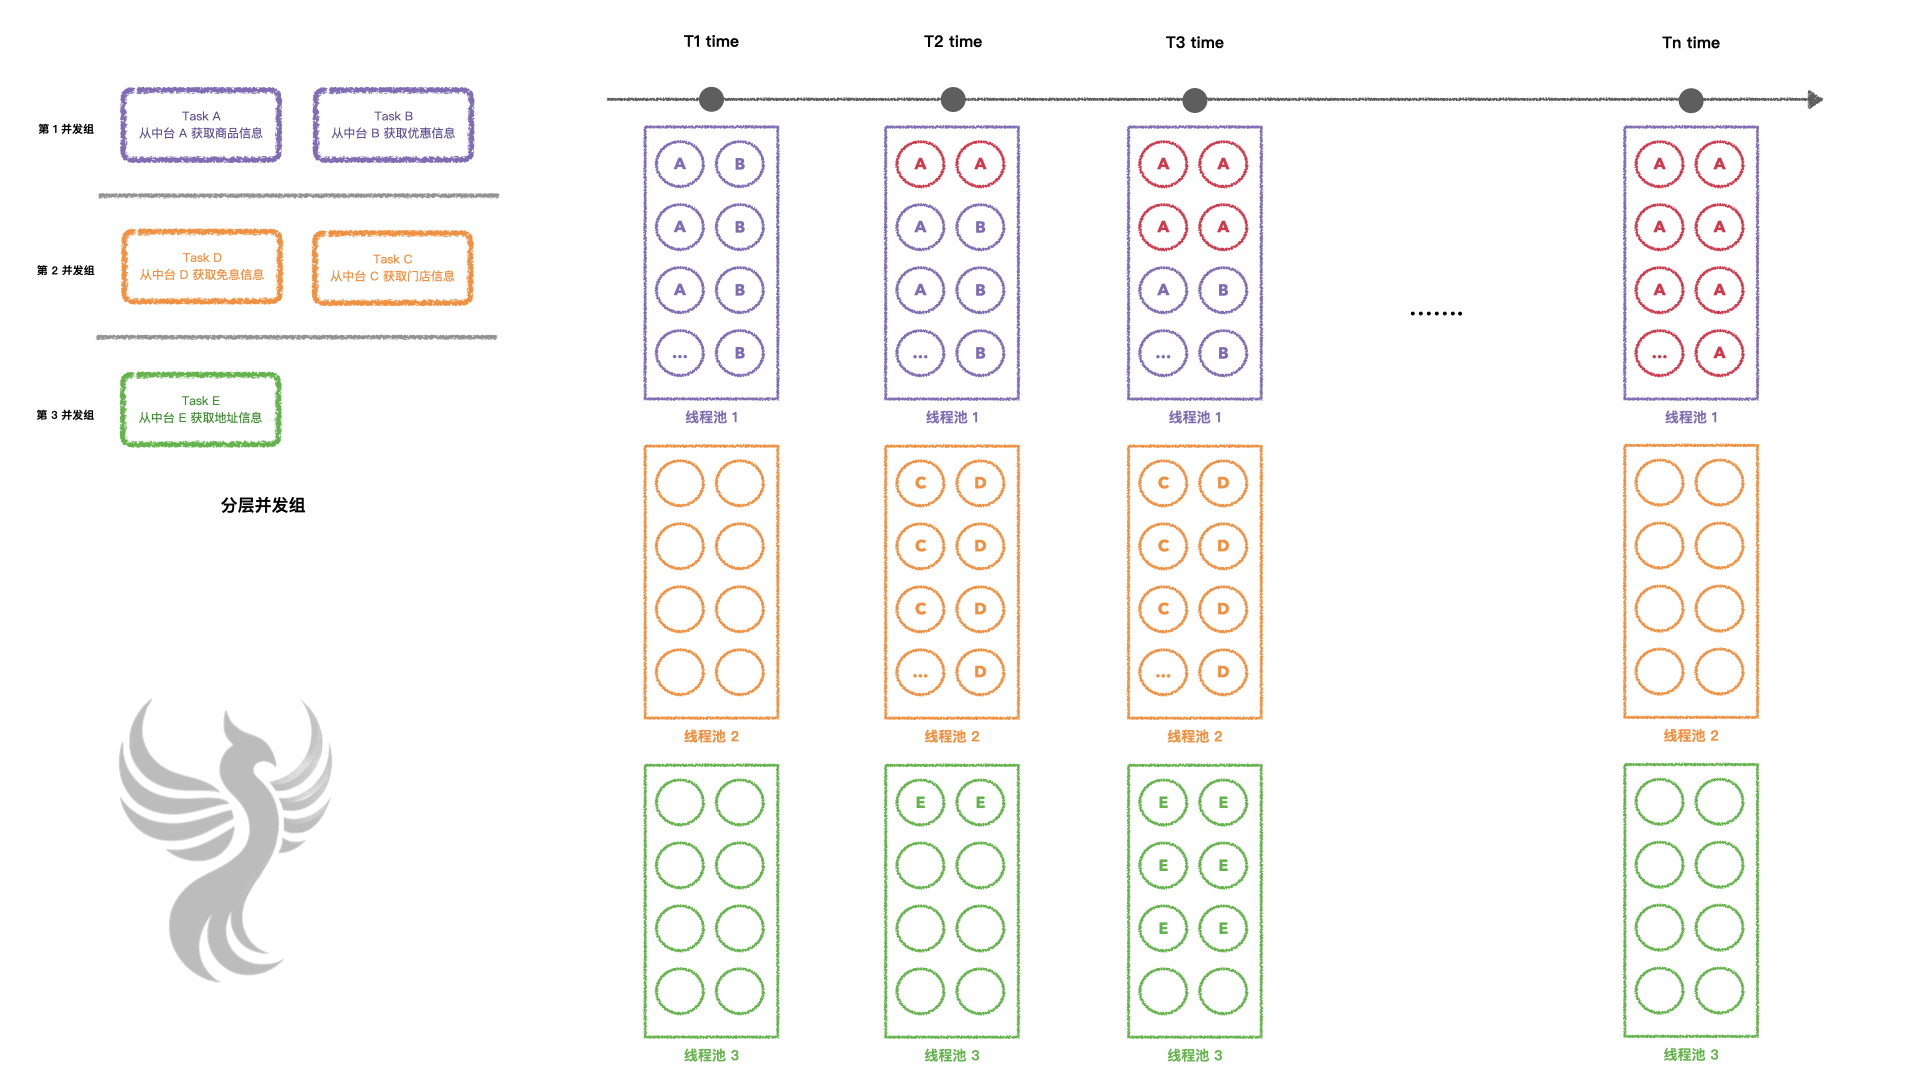 T1 time
T2 time
T3 time
Tn time
第 1 并发组
Task A
从中台 A 获取商品信息
Task B
从中台 B 获取优惠信息
第 2 并发组
Task D
从中台 D 获取免息信息
Task C
从中台 C 获取门店信息
第 3 并发组
Task E
从中台 E 获取地址信息
分层并发组
A B
A B
A B
... B
线程池 1
线程池 2
线程池 3
A A
A B
A B
... B
线程池 1
C D
C D
C D
... D
线程池 2
E E
线程池 3
A A
A A
A B
... B
线程池 1
C D
C D
C D
... D
线程池 2
E E
E E
E E
线程池 3
.......
A A
A A
A A
... A
线程池 1
线程池 2
线程池 3